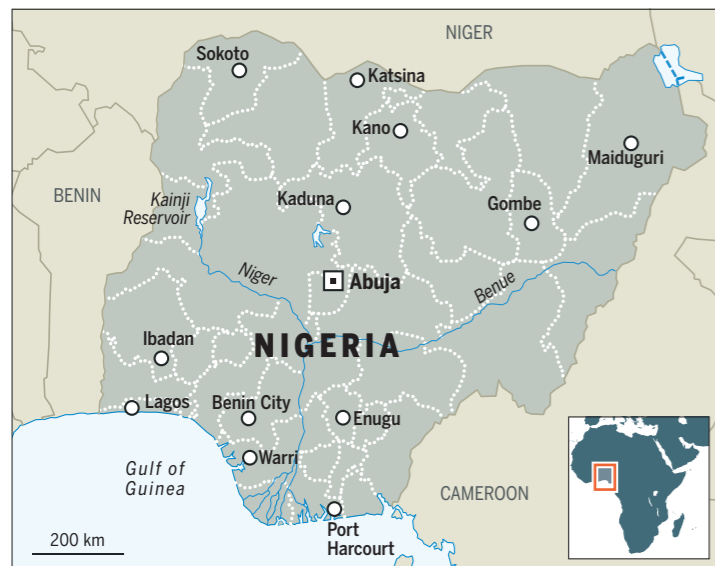 NIGER
Sokoto
Katsina
Kano
Maiduguri
BENIN
Kainji
Reservoir
Kaduna
Gombe
Niger
Abuja
Benue
Ibadan
NIGERIA
Lagos
Benin City
Enugu
Warri
Gulf of
Guinea
CAMEROON
Port
Harcourt
200 km